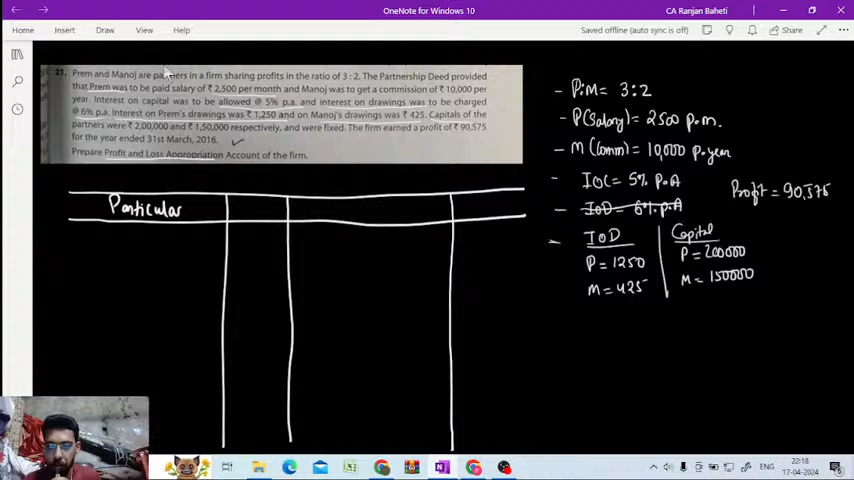 OneNote for Windows 10
CA Ranjan Baheti
Home Insert Draw View Help
Saved offline (auto sync is off)
Share
21. Prem and Manoj are partners in a firm sharing profits in the ratio of 3 : 2. The Partnership Deed provided
that Prem was to be paid salary of ₹ 2,500 per month and Manoj was to get a commission of ₹ 10,000 per
year. Interest on capital was to be allowed @ 5% p.a. and interest on drawings was to be charged
@ 6% p.a. Interest on Prem's drawings was ₹ 1,250 and on Manoj's drawings was ₹ 425. Capitals of the
partners were ₹ 2,00,000 and ₹ 1,50,000 respectively, and were fixed. The firm earned a profit of ₹ 90,575
for the year ended 31st March, 2016.
Prepare Profit and Loss Appropriation Account of the firm.
Particular
- P:M = 3:2
- P(Salary) = 2500 p.m.
- M (Comm) = 10,000 p.year
- IOC = 5% P.A
- IOD = 6% P.A
Profit = 90,575
- IOD
P = 1250
M = 425
Capital
P = 200000
M = 150000
ENG
22:18
17-04-2024